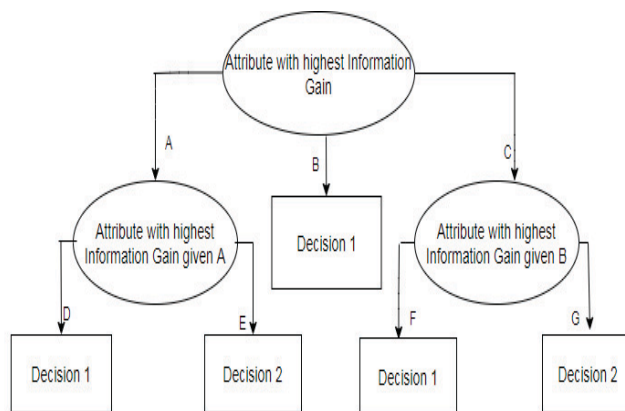 Attribute with highest Information
Gain
A
B
C
Attribute with highest
Information Gain given A
Decision 1
Attribute with highest
Information Gain given B
D
E
F
G
Decision 1
Decision 2
Decision 1
Decision 2